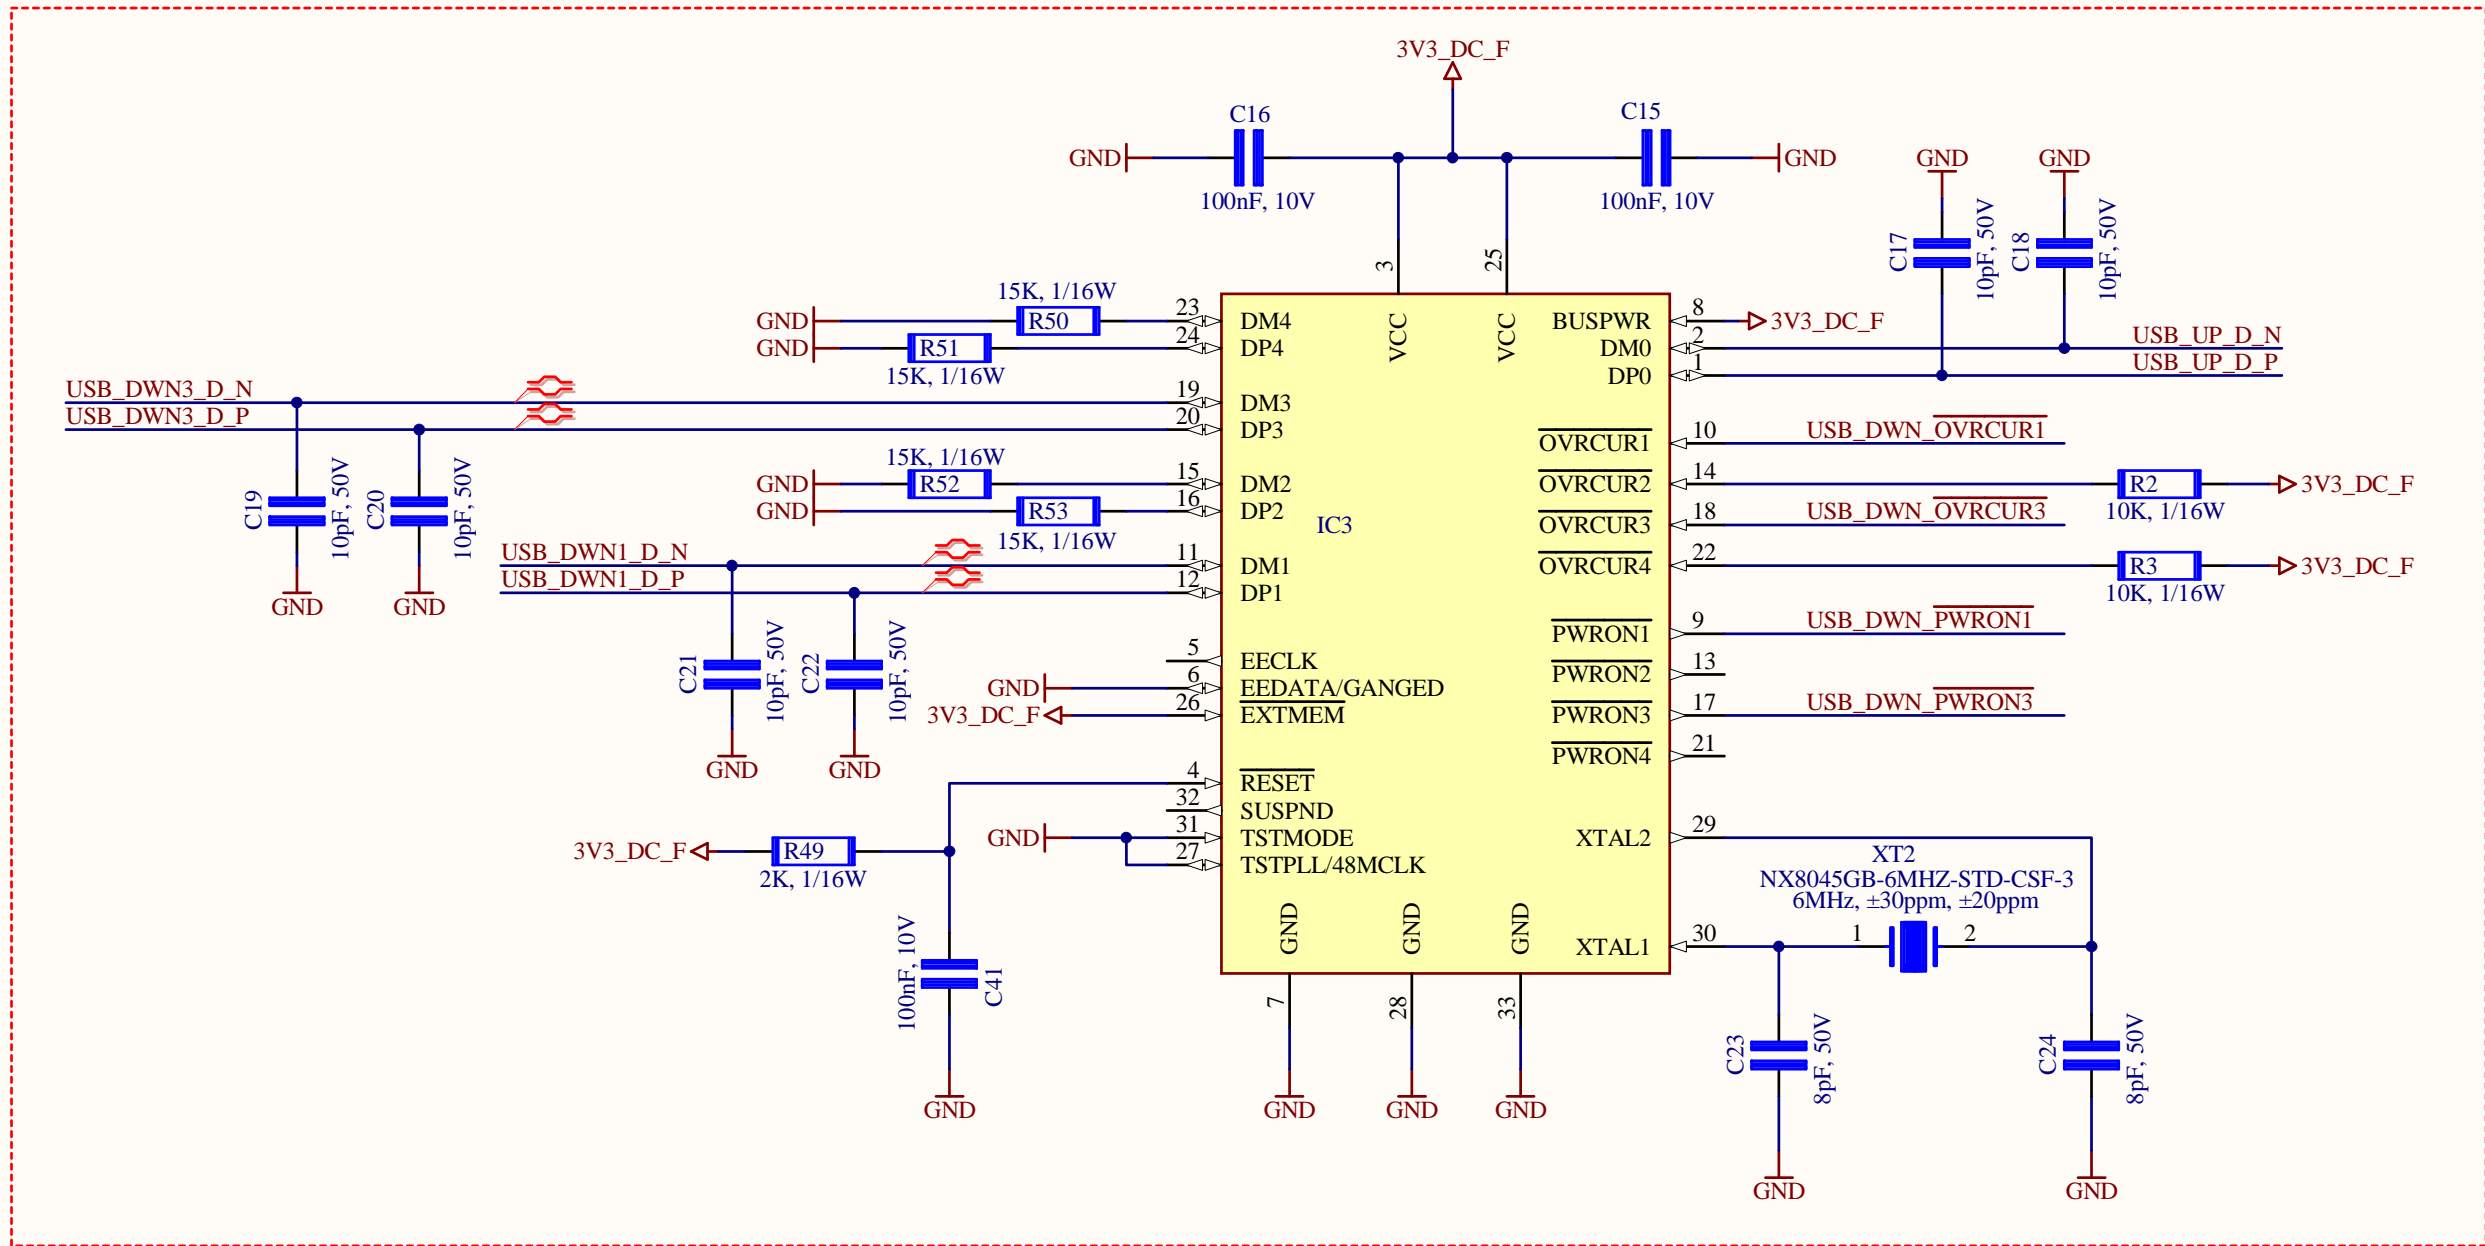 3V3_DC_F
C16
C15
GND
GND
100nF, 10V
100nF, 10V
GND
GND
C17
10pF, 50V
C18
10pF, 50V
3
25
VCC
VCC
15K, 1/16W
GND
R50
23
DM4
GND
R51
24
DP4
15K, 1/16W
BUSPWR
8
3V3_DC_F
DM0
2
USB_UP_D_N
DP0
1
USB_UP_D_P
USB_DWN3_D_N
19
DM3
USB_DWN3_D_P
20
DP3
C19
10pF, 50V
C20
10pF, 50V
GND
GND
15K, 1/16W
GND
R52
15
DM2
GND
R53
16
DP2
15K, 1/16W
IC3
OVRCUR1
10
USB_DWN_OVRCUR1
OVRCUR2
14
R2
3V3_DC_F
10K, 1/16W
OVRCUR3
18
USB_DWN_OVRCUR3
OVRCUR4
22
R3
3V3_DC_F
10K, 1/16W
USB_DWN1_D_N
11
DM1
USB_DWN1_D_P
12
DP1
C21
10pF, 50V
C22
10pF, 50V
GND
GND
5
EECLK
GND
6
EEDATA/GANGED
3V3_DC_F
26
EXTMEM
PWRON1
9
USB_DWN_PWRON1
PWRON2
13
PWRON3
17
USB_DWN_PWRON3
PWRON4
21
4
RESET
32
SUSPND
GND
31
TSTMODE
27
TSTPLL/48MCLK
3V3_DC_F
R49
2K, 1/16W
100nF, 10V
C41
GND
XTAL2
29
XT2
NX8045GB-6MHZ-STD-CSF-3
6MHz, ±30ppm, ±20ppm
XTAL1
30
1
2
GND
GND
GND
7
28
33
GND
GND
GND
C23
8pF, 50V
C24
8pF, 50V
GND
GND